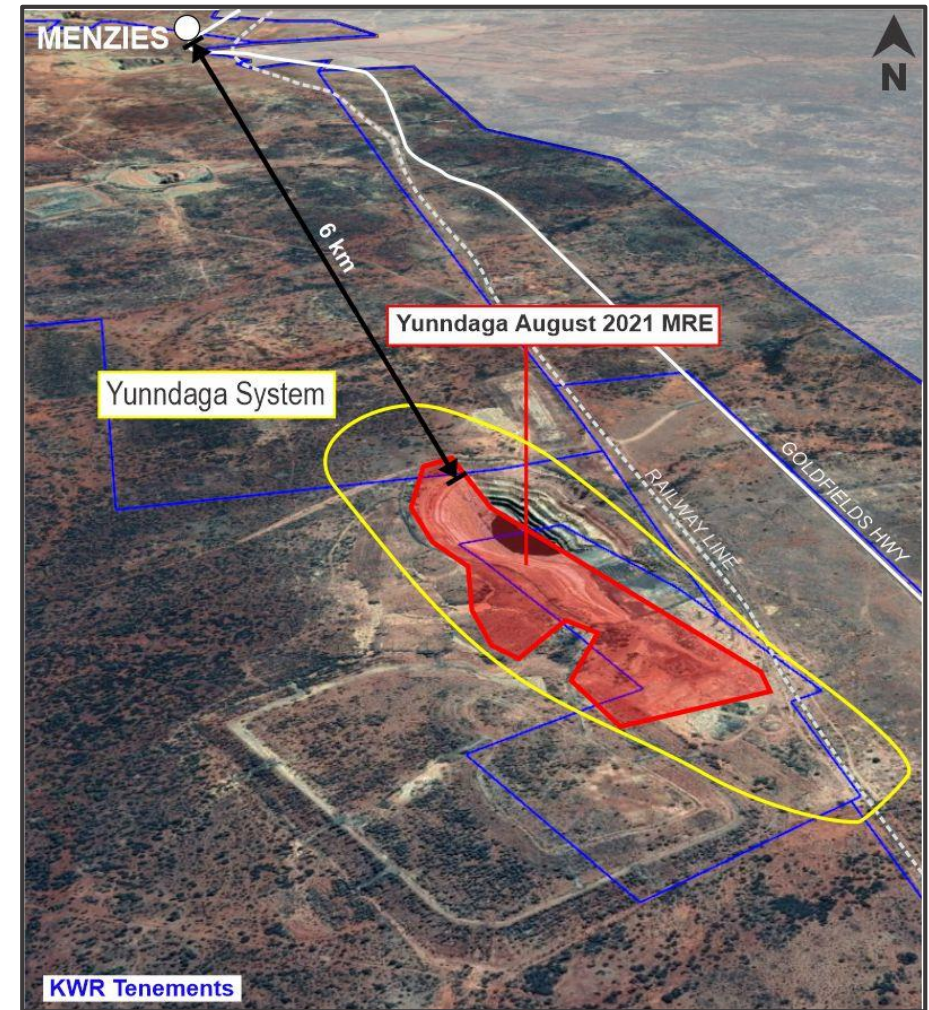 MENZIES
N
6 km
Yunndaga August 2021 MRE
Yunndaga System
GOLDFIELDS HWY
RAILWAY LINE
KWR Tenements